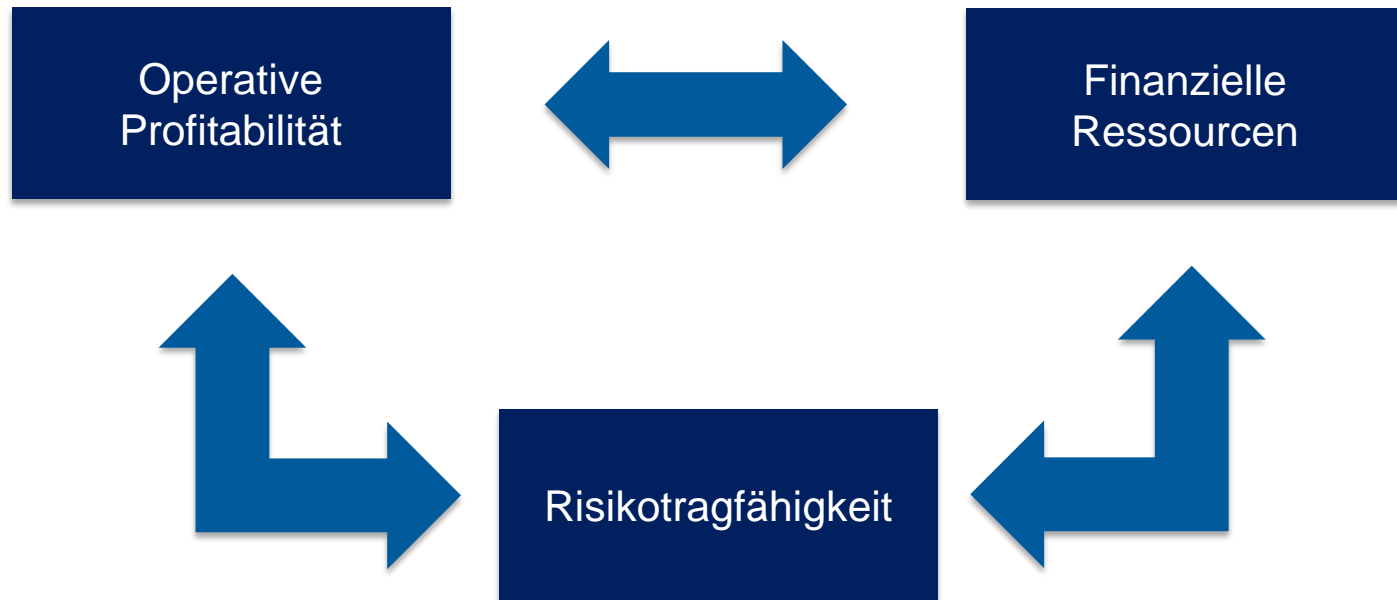 Operative
Profitabilität
Finanzielle
Ressourcen
Risikotragfähigkeit